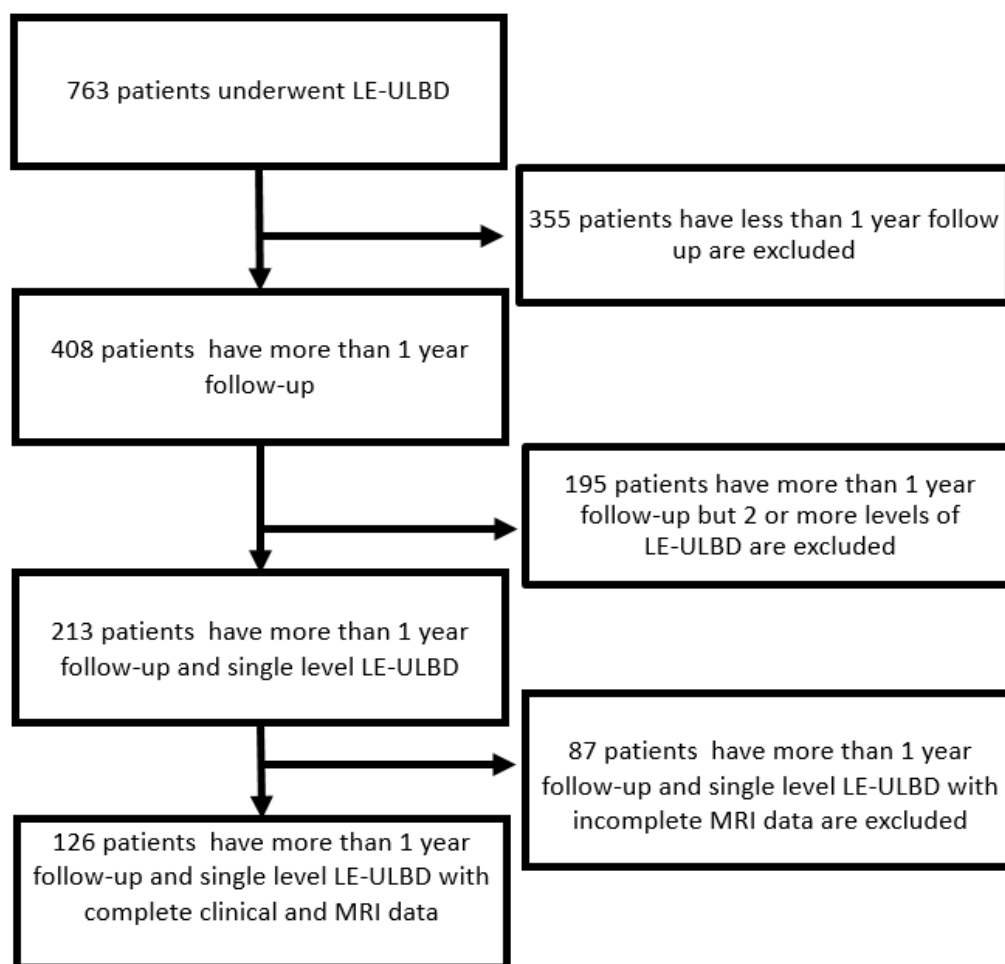 763 patients underwent LE-ULBD
355 patients have less than 1 year follow
up are excluded
408 patients  have more than 1 year
follow-up
195 patients have more than 1 year
follow-up but 2 or more levels of
LE-ULBD are excluded
213 patients  have more than 1 year
follow-up and single level LE-ULBD
87 patients  have more than 1 year
follow-up and single level LE-ULBD with
incomplete MRI data are excluded
126 patients  have more than 1 year
follow-up and single level LE-ULBD with
complete clinical and MRI data